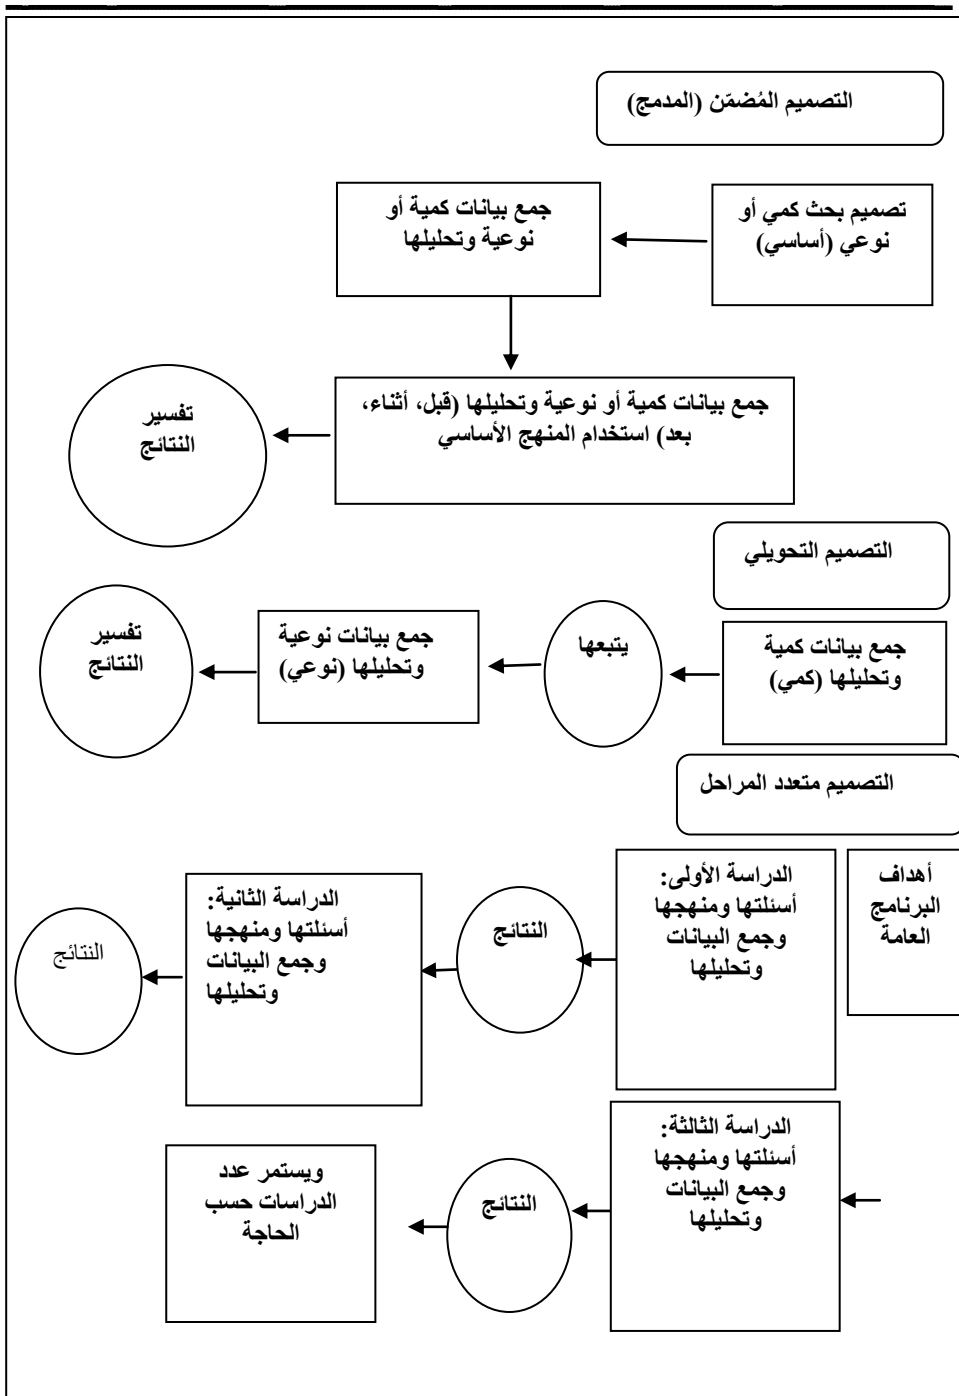 التصميم المُضمّن (المدمج)
تصميم بحث كمي أو
نوعي (أساسي)
جمع بيانات كمية أو
نوعية وتحليلها
جمع بيانات كمية أو نوعية وتحليلها (قبل، أثناء،
بعد) استخدام المنهج الأساسي
تفسير
النتائج
التصميم التحويلي
جمع بيانات كمية
وتحليلها (كمي)
يتبعها
جمع بيانات نوعية
وتحليلها (نوعي)
تفسير
النتائج
التصميم متعدد المراحل
أهداف
البرنامج
العامة
الدراسة الأولى:
أسئلتها ومنهجها
وجمع البيانات
وتحليلها
النتائج
الدراسة الثانية:
أسئلتها ومنهجها
وجمع البيانات
وتحليلها
النتائج
الدراسة الثالثة:
أسئلتها ومنهجها
وجمع البيانات
وتحليلها
النتائج
ويستمر عدد
الدراسات حسب
الحاجة